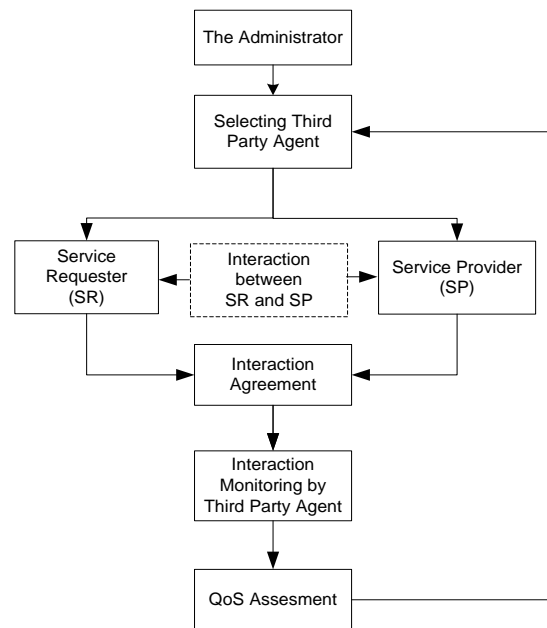 The Administrator
Selecting Third
Party Agent
Service
Requester
(SR)
Interaction
between
SR and SP
Service Provider
(SP)
Interaction
Agreement
Interaction
Monitoring by
Third Party Agent
QoS Assesment